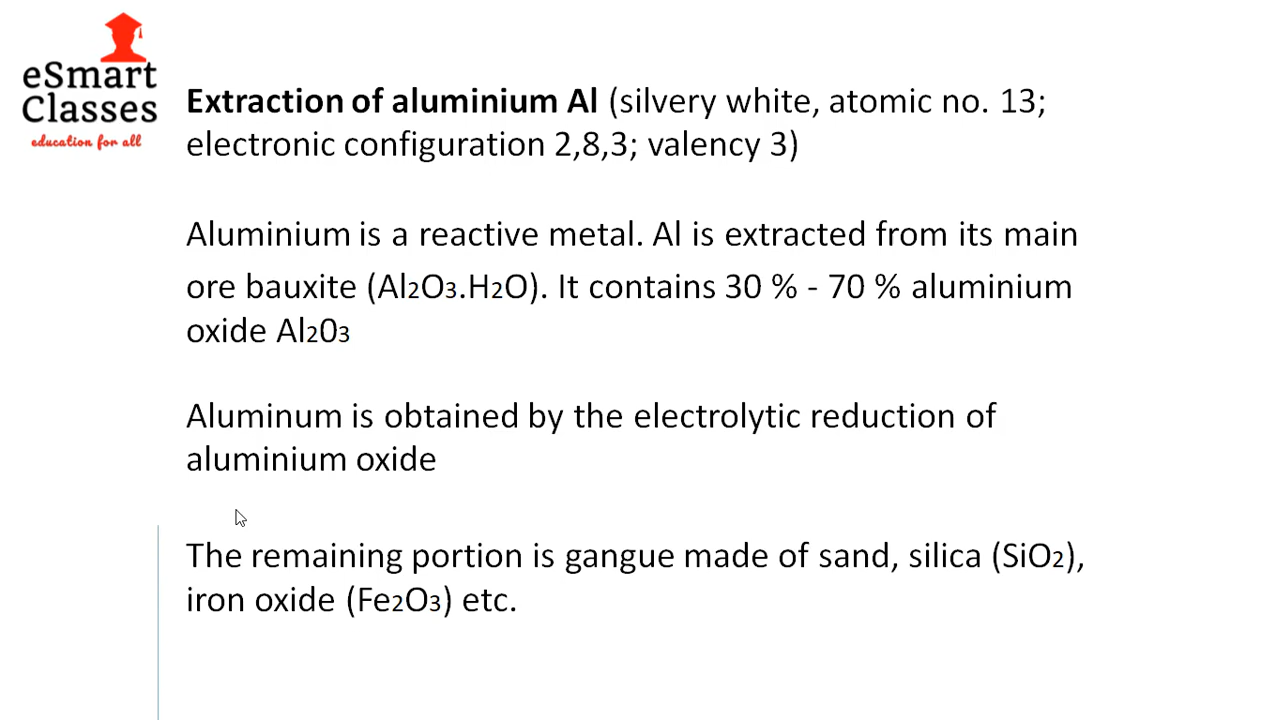 eSmart
Classes
education for all
Extraction of aluminium Al (silvery white, atomic no. 13;
electronic configuration 2,8,3; valency 3)
Aluminium is a reactive metal. Al is extracted from its main
ore bauxite (Al₂O₃.H₂O). It contains 30 % - 70 % aluminium
oxide Al₂0₃
Aluminum is obtained by the electrolytic reduction of
aluminium oxide
The remaining portion is gangue made of sand, silica (SiO₂),
iron oxide (Fe₂O₃) etc.